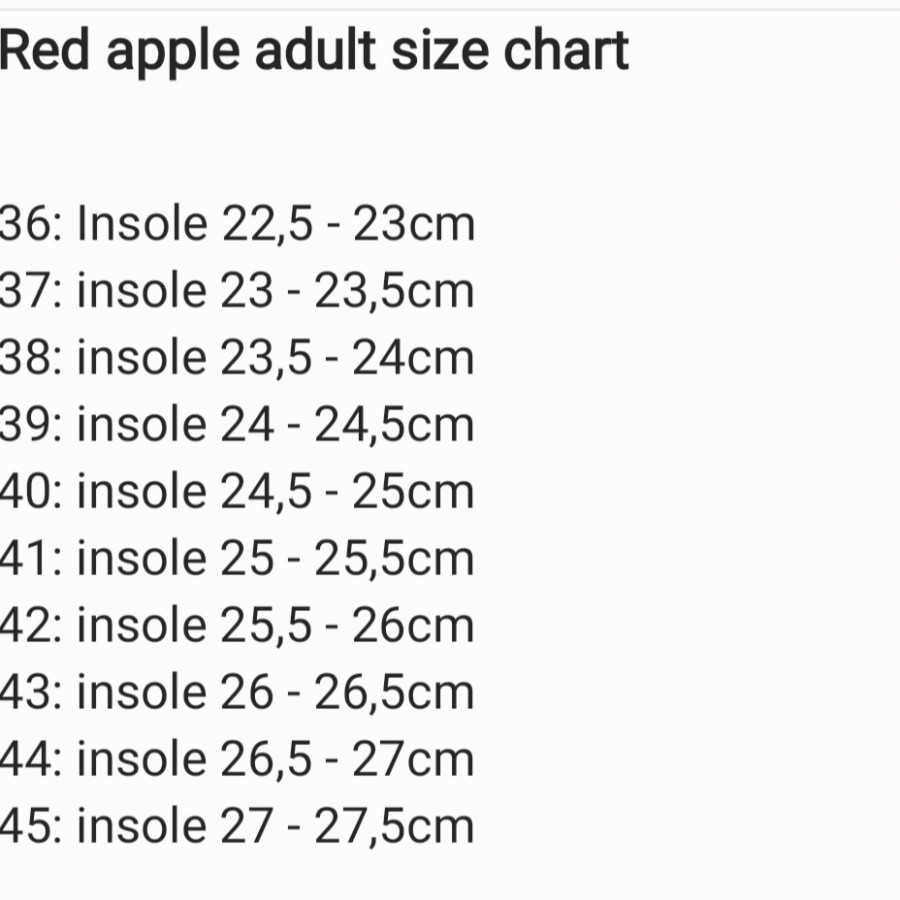 Red apple adult size chart
36: Insole 22,5 - 23cm
37: insole 23 - 23,5cm
38: insole 23,5 - 24cm
39: insole 24 - 24,5cm
40: insole 24,5 - 25cm
41: insole 25 - 25,5cm
42: insole 25,5 - 26cm
43: insole 26 - 26,5cm
44: insole 26,5 - 27cm
45: insole 27 - 27,5cm